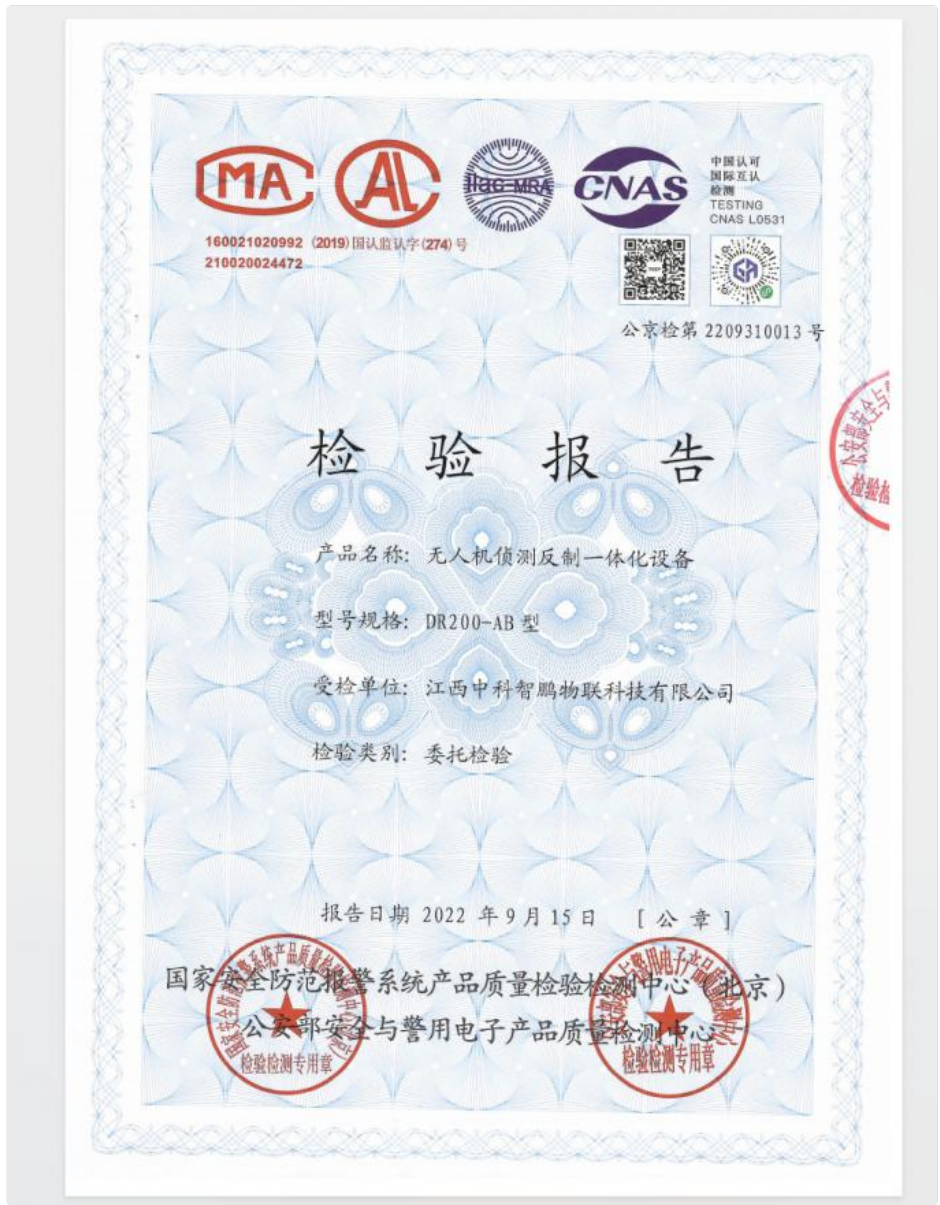 MA
AL
ilac-MRA
CNAS
中国认可
国际互认
检测
TESTING
CNAS L0531
160021020992 (2019)国认监认字(274)号
210020024472
公京检第 2209310013 号
检验报告
产品名称: 无人机侦测反制一体化设备
型号规格: DR200-AB 型
受检单位: 江西中科智鹏物联科技有限公司
检验类别: 委托检验
报告日期 2022 年 9 月 15 日 [公章]
国家安全防范报警系统产品质量检验检测中心(北京)
公安部安全与警用电子产品质量检测中心
检验检测专用章
检验检测专用章